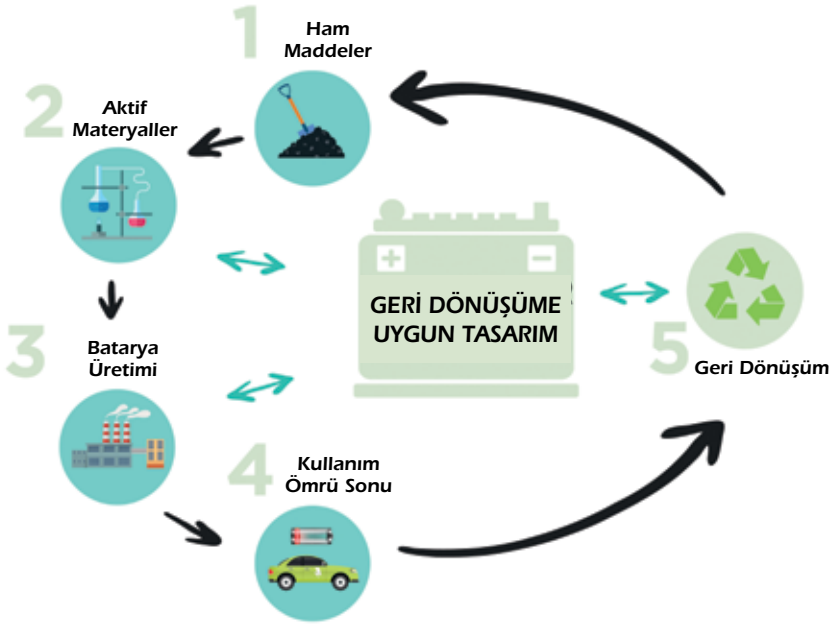 1
Ham
Maddeler
2
Aktif
Materyaller
3
Batarya
Üretimi
4
Kullanım
Ömrü Sonu
5
Geri Dönüşüm
+
−
GERİ DÖNÜŞÜME
UYGUN TASARIM